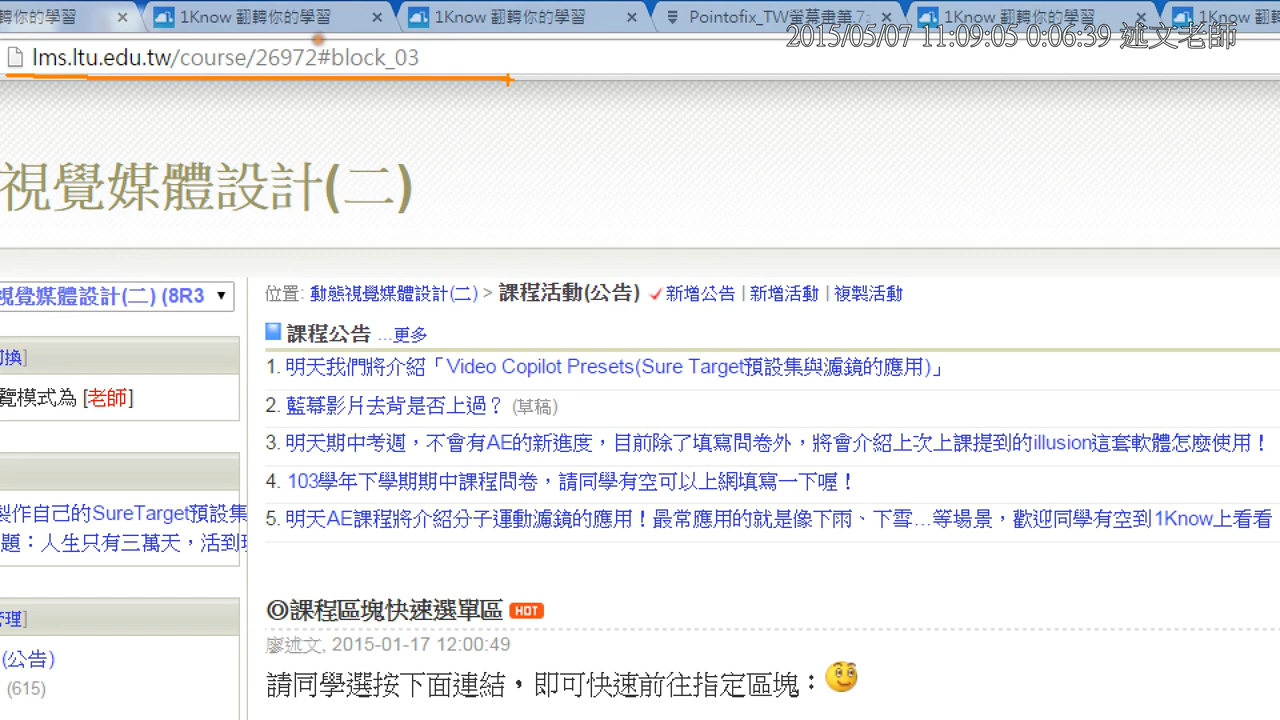 轉你的學習
1Know 翻轉你的學習
1Know 翻轉你的學習
Pointofix_TW螢幕畫筆.7z
1Know 翻轉你的學習
1Know 翻轉
2015/05/07 11:09:05 0:06:39 述文老師
lms.ltu.edu.tw/course/26972#block_03
視覺媒體設計(二)
視覺媒體設計(二) (8R3
位置: 動態視覺媒體設計(二) > 課程活動(公告) 新增公告 | 新增活動 | 複製活動
切換]
覽模式為 [老師]
製作自己的SureTarget預設集
題：人生只有三萬天，活到
管理]
(公告)
(615)
課程公告 ...更多
1. 明天我們將介紹「Video Copilot Presets(Sure Target預設集與濾鏡的應用)」
2. 藍幕影片去背是否上過？ (草稿)
3. 明天期中考週，不會有AE的新進度，目前除了填寫問卷外，將會介紹上次上課提到的illusion這套軟體怎麼使用！
4. 103學年下學期期中課程問卷，請同學有空可以上網填寫一下喔！
5. 明天AE課程將介紹分子運動濾鏡的應用！最常應用的就是像下雨、下雪...等場景，歡迎同學有空到1Know上看看
◎課程區塊快速選單區 HOT
廖述文, 2015-01-17 12:00:49
請同學選按下面連結，即可快速前往指定區塊：